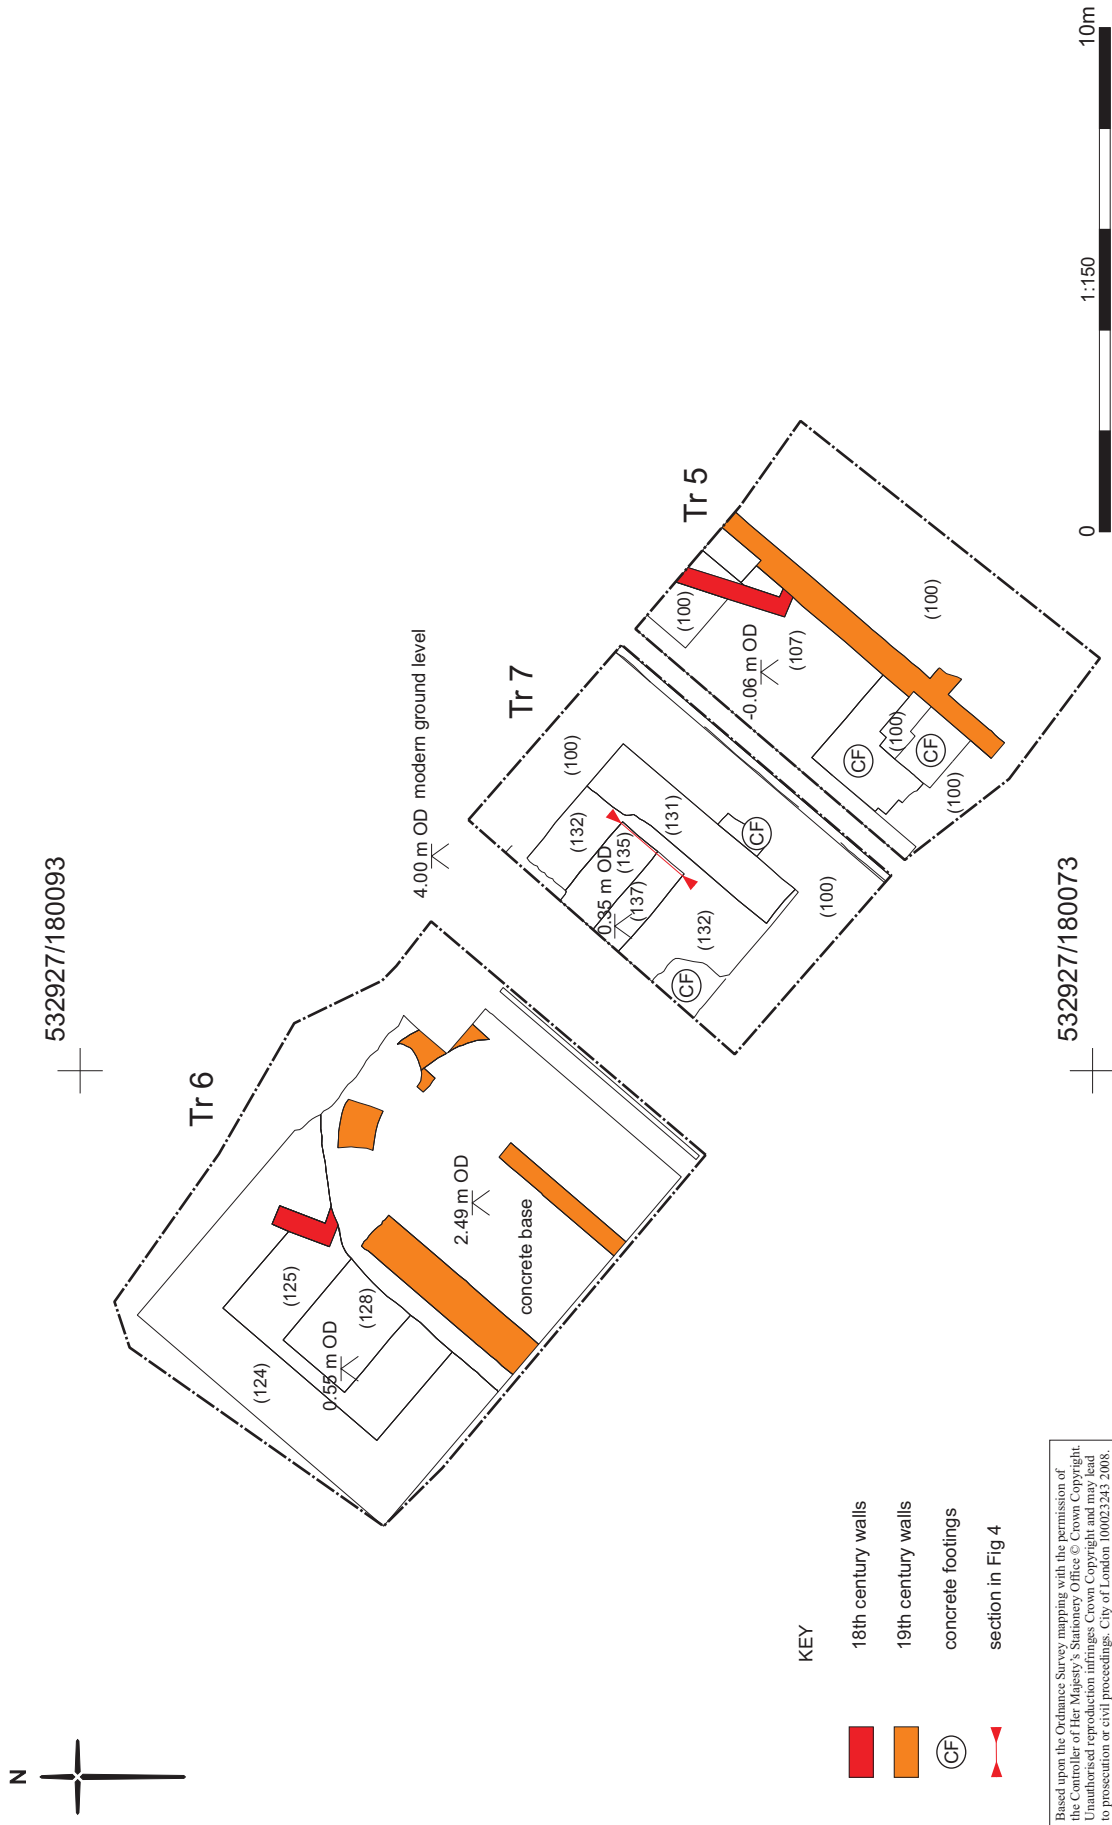 532927/180093
Tr 6
4.00 m OD modern ground level
(124)
(125)
(128)
0.55 m OD
2.49 m OD
concrete base
Tr 7
(100)
(132)
(131)
(135)
0.35 m OD
(137)
CF
(132)
CF
(100)
Tr 5
(100)
-0.06 m OD
(107)
(100)
CF
(100)
CF
(100)
532927/180073
N
KEY
18th century walls
19th century walls
CF
concrete footings
section in Fig 4
0
1:150
10m
Based upon the Ordnance Survey mapping with the permission of
the Controller of Her Majesty's Stationery Office © Crown Copyright.
Unauthorised reproduction infringes Crown Copyright and may lead
to prosecution or civil proceedings. City of London 100023243 2008.